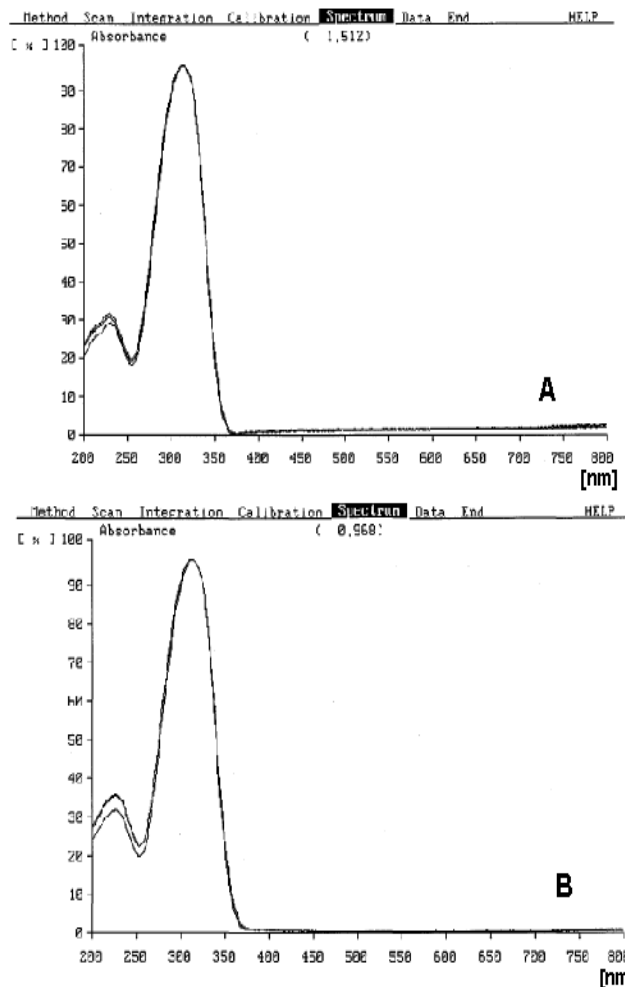 Method Scan Integration Calibration Spectrum Data End HELP
[ % ] 100 Absorbance ( 1,512)
90
80
70
60
50
40
30
20
10
0
A
200 250 300 350 400 450 500 550 600 650 700 750 800
[nm]
Method Scan Integration Calibration Spectrum Data End HELP
[ % ] 100 Absorbance ( 0,968)
90
80
70
60
50
40
30
20
10
0
B
200 250 300 350 400 450 500 550 600 650 700 750 800
[nm